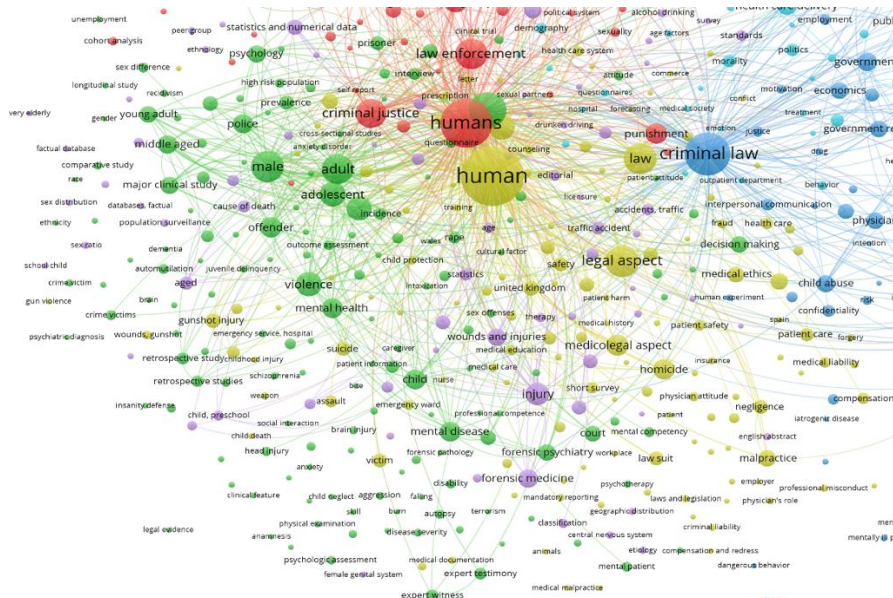 unemployment
peer group
statistics and numerical data
clinical trial
political system
alcohol drinking
survey
health care delivery
employment
cohort analysis
ethnology
prisoner
law enforcement
demography
sexuality
age factors
standards
politics
sex difference
psychology
interview
letter
health care system
morality
government
longitudinal study
recidivism
high risk population
self report
prescription
sexual partners
attitude
commerce
motivation
economics
very elderly
gender
young adult
prevalence
criminal justice
questionnaires
hospital
forecasting
medical society
conflict
treatment
factual database
police
cross-sectional studies
humans
drunken driving
punishment
emotion
justice
drug
government re
middle aged
anxiety disorder
questionnaire
counseling
comparative study
race
male
adult
human
editorial
law
criminal law
patient attitude
outpatient department
behavior
major clinical study
adolescent
training
licensure
interpersonal communication
sex distribution
databases, factual
cause of death
incidence
age
accidents, traffic
fraud
health care
physician
ethnicity
population surveillance
offender
wales
rape
cultural factor
traffic accident
decision making
intention
sex ratio
dementia
outcome assessment
child protection
safety
legal aspect
school child
automutilation
juvenile delinquency
statistics
medical ethics
crime victim
aged
violence
intoxication
united kingdom
patient harm
human experiment
child abuse
risk
gun violence
brain
mental health
sex offenses
therapy
medical history
spain
confidentiality
crime victims
gunshot injury
forgery
psychiatric diagnosis
wounds, gunshot
emergency service, hospital
suicide
wounds and injuries
patient safety
patient care
retrospective study
childhood injury
caregiver
medical education
medicolegal aspect
patient information
medical care
insurance
medical liability
retrospective studies
schizophrenia
bite
child
nurse
homicide
insanity defense
weapon
injury
short survey
physician attitude
compensation
child, preschool
social interaction
assault
emergency ward
negligence
iatrogenic disease
child death
professional competence
patient
brain injury
mental disease
court
mental competency
english abstract
head injury
forensic pathology
forensic psychiatry
workplace
law suit
malpractice
anxiety
victim
forensic medicine
clinical feature
disability
psychotherapy
employer
professional misconduct
child neglect
aggression
falling
mandatory reporting
laws and legislation
physician's role
skill
burn
autopsy
terrorism
geographic distribution
legal evidence
physical examination
classification
criminal liability
anamnesis
disease severity
central nervous system
mentally ill p
animals
etiology
compensation and redress
psychologic assessment
medical documentation
expert testimony
mental patient
dangerous behavior
female genital system
medical malpractice
expert witness